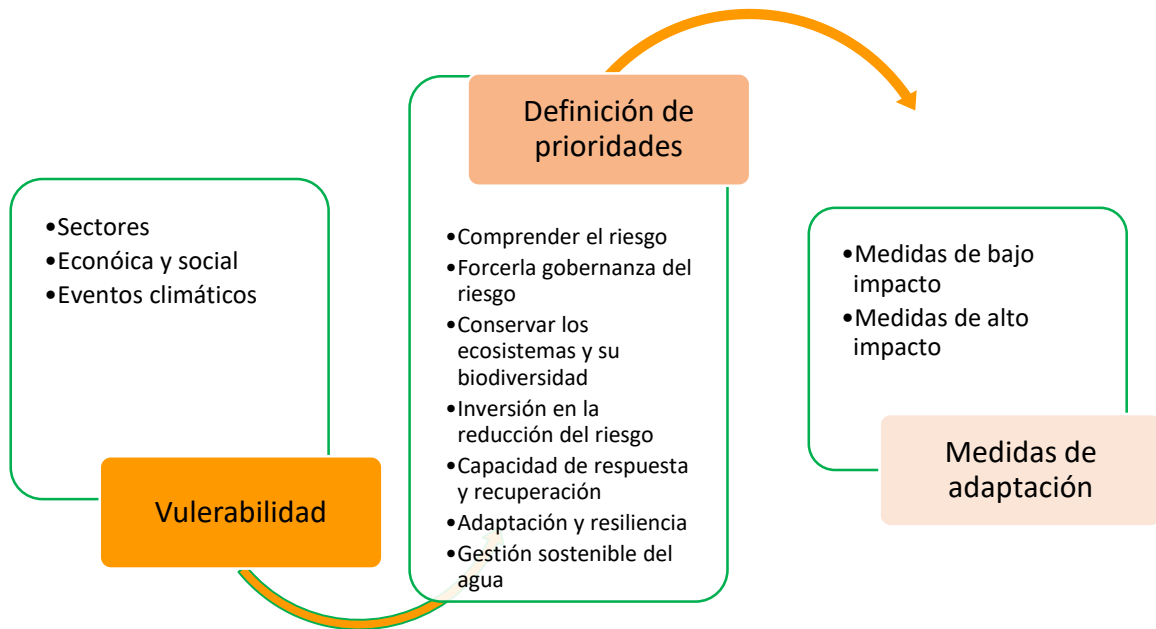 •Sectores
•Econóica y social
•Eventos climáticos
Vulerabilidad
Definición de
prioridades
•Comprender el riesgo
•Forcerla gobernanza del
riesgo
•Conservar los
ecosistemas y su
biodiversidad
•Inversión en la
reducción del riesgo
•Capacidad de respuesta
y recuperación
•Adaptación y resiliencia
•Gestión sostenible del
agua
•Medidas de bajo
impacto
•Medidas de alto
impacto
Medidas de
adaptación